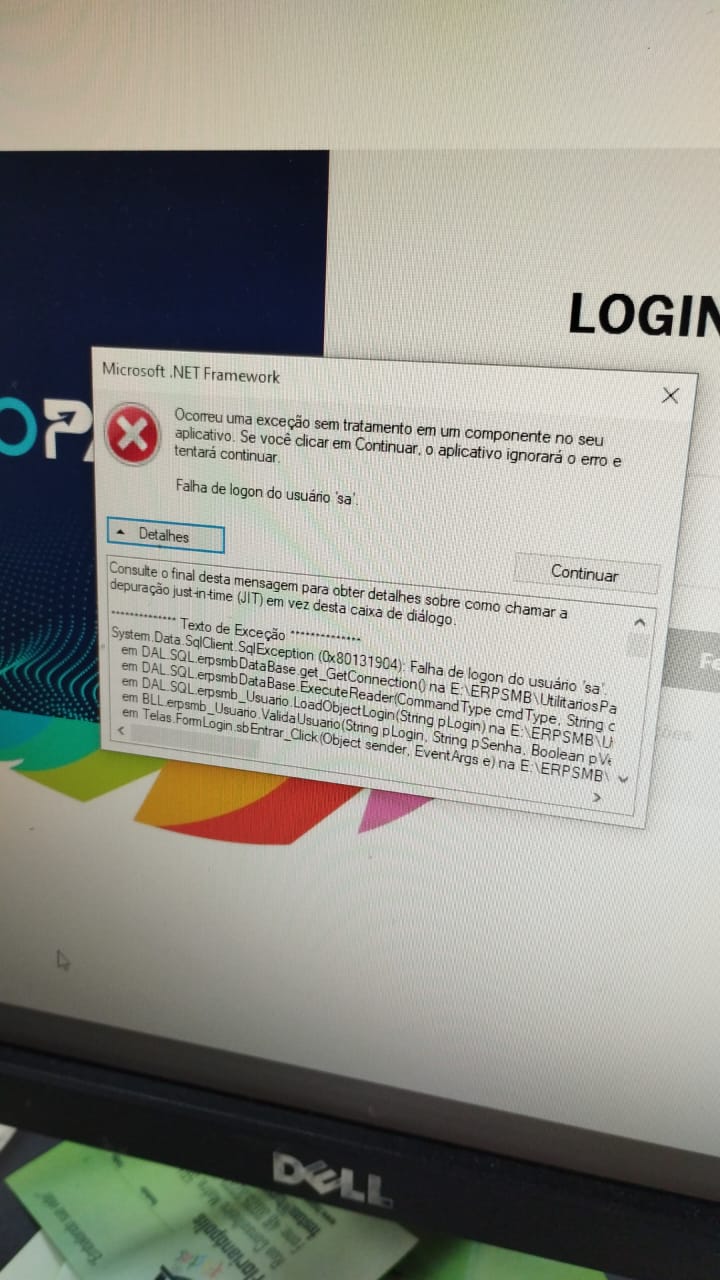 LOGIN
OPA
Microsoft .NET Framework
Ocorreu uma exceção sem tratamento em um componente no seu
aplicativo. Se você clicar em Continuar, o aplicativo ignorará o erro e
tentará continuar.
Falha de logon do usuário 'sa'.
Detalhes
Continuar
Consulte o final desta mensagem para obter detalhes sobre como chamar a
depuração just-in-time (JIT) em vez desta caixa de diálogo.
************** Texto de Exceção **************
System.Data.SqlClient.SqlException (0x80131904): Falha de logon do usuário 'sa'.
em DAL.SQL.erpsmbDataBase.get_GetConnection() na E:\ERPSMB\UtilitariosPa
em DAL.SQL.erpsmbDataBase.ExecuteReader(CommandType cmdType, String c
em DAL.SQL.erpsmb_Usuario.LoadObjectLogin(String pLogin) na E:\ERPSMB\Ut
em BLL.erpsmb_Usuario.ValidaUsuario(String pLogin, String pSenha, Boolean pVe
em Telas.FormLogin.sbEntrar_Click(Object sender, EventArgs e) na E:\ERPSMB\
DELL
Florianópolis